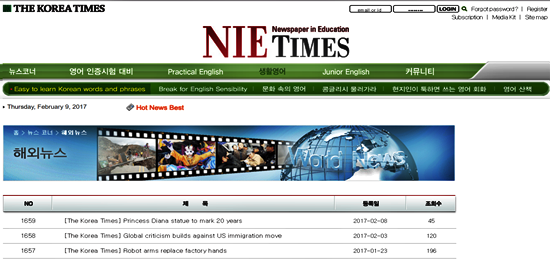 THE KOREA TIMES
email or id LOGIN Forgot password? | Register
Subscription | Media Kit | Site map
Newspaper in Education
NIE TIMES
뉴스코너 영어 인증시험 대비 Practical English 생활영어 Junior English 커뮤니티
Easy to learn Korean words and phrases Break for English Sensibility 문화 속의 영어 콩글리시 물러가라 현지인이 톡하면 쓰는 영어 회화 영어 산책
Thursday, February 9, 2017 Hot News Best
홈 > 뉴스 코너 > 해외뉴스
해외뉴스
Word News
NO 제 목 등록일 조회수
1659 [The Korea Times] Princess Diana statue to mark 20 years 2017-02-08 45
1658 [The Korea Times] Global criticism builds against US immigration move 2017-02-03 120
1657 [The Korea Times] Robot arms replace factory hands 2017-01-23 196